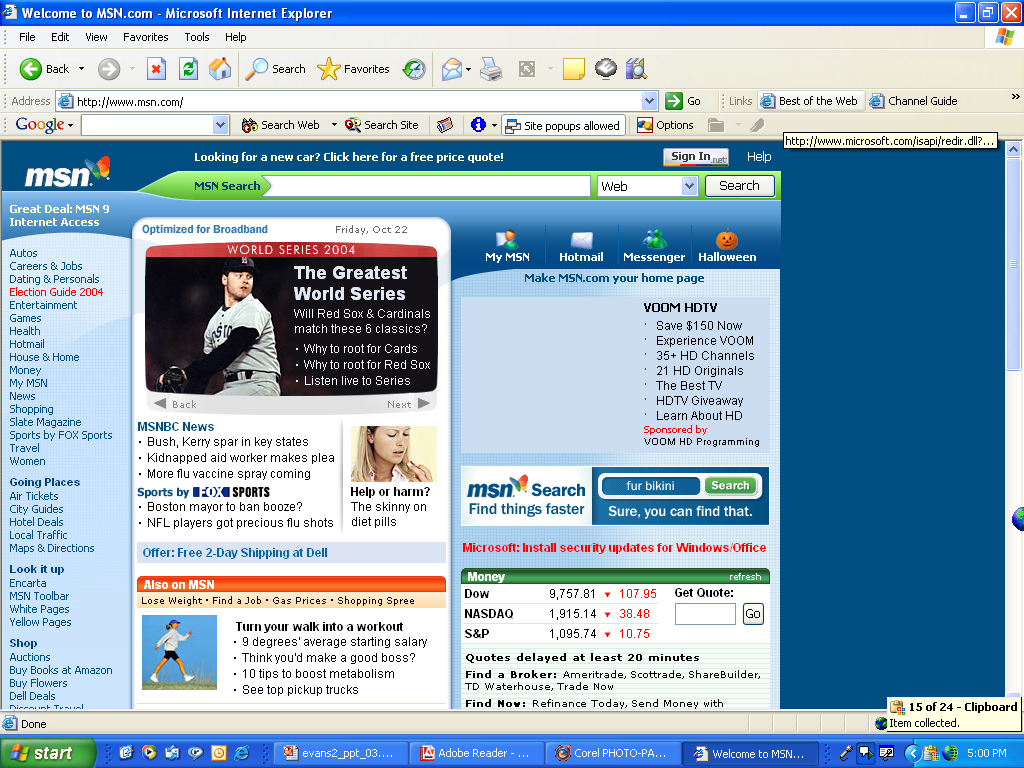 Welcome to MSN.com - Microsoft Internet Explorer
File Edit View Favorites Tools Help
Back Search Favorites
Address http://www.msn.com/ Go Links Best of the Web Channel Guide
Google Search Web Search Site Site popups allowed Options
http://www.microsoft.com/isapi/redir.dll?...
msn
Looking for a new car? Click here for a free price quote!
Sign In .net Help
MSN Search Web Search
Great Deal: MSN 9
Internet Access
Autos
Careers & Jobs
Dating & Personals
Election Guide 2004
Entertainment
Games
Health
Hotmail
House & Home
Money
My MSN
News
Shopping
Slate Magazine
Sports by FOX Sports
Travel
Women
Going Places
Air Tickets
City Guides
Hotel Deals
Local Traffic
Maps & Directions
Look it up
Encarta
MSN Toolbar
White Pages
Yellow Pages
Shop
Auctions
Buy Books at Amazon
Buy Flowers
Dell Deals
Discount Travel
Optimized for Broadband Friday, Oct 22
WORLD SERIES 2004
The Greatest
World Series
Will Red Sox & Cardinals
match these 6 classics?
• Why to root for Cards
• Why to root for Red Sox
• Listen live to Series
Back Next
MSNBC News
• Bush, Kerry spar in key states
• Kidnapped aid worker makes plea
• More flu vaccine spray coming
Sports by FOX SPORTS
• Boston mayor to ban booze?
• NFL players got precious flu shots
Help or harm?
The skinny on
diet pills
Offer: Free 2-Day Shipping at Dell
Also on MSN
Lose Weight • Find a Job • Gas Prices • Shopping Spree
Turn your walk into a workout
• 9 degrees' average starting salary
• Think you'd make a good boss?
• 10 tips to boost metabolism
• See top pickup trucks
My MSN Hotmail Messenger Halloween
Make MSN.com your home page
VOOM HDTV
· Save $150 Now
· Experience VOOM
· 35+ HD Channels
· 21 HD Originals
· The Best TV
· HDTV Giveaway
· Learn About HD
Sponsored by
VOOM HD Programming
msn Search
Find things faster
fur bikini Search
Sure, you can find that.
Microsoft: Install security updates for Windows/Office
Money refresh
Dow 9,757.81 ▼ 107.95
NASDAQ 1,915.14 ▼ 38.48
S&P 1,095.74 ▼ 10.75
Get Quote:
Go
Quotes delayed at least 20 minutes
Find a Broker: Ameritrade, Scottrade, ShareBuilder,
TD Waterhouse, Trade Now
Find Now: Refinance Today, Send Money with
15 of 24 - Clipboard
Item collected.
Done
start evans2_ppt_03.... Adobe Reader - ... Corel PHOTO-PA... Welcome to MSN... 5:00 PM